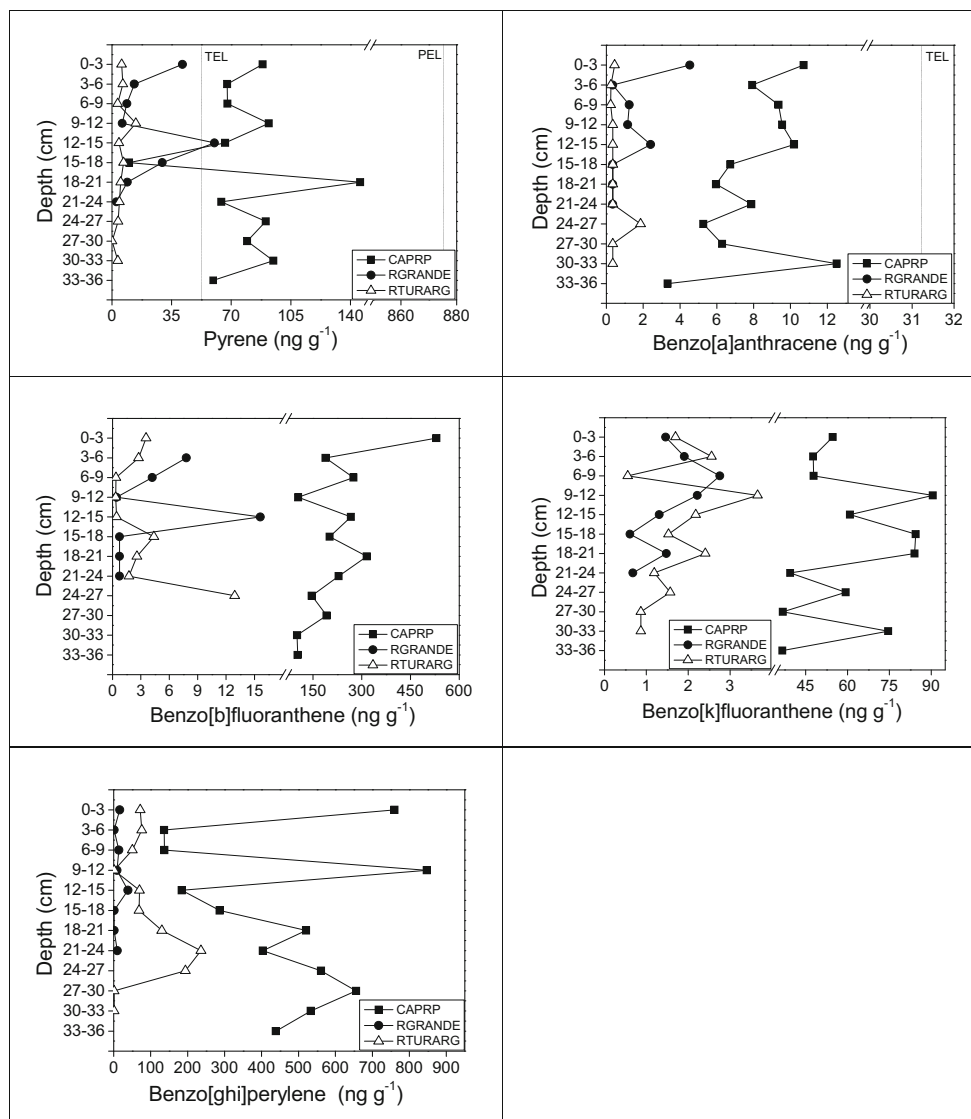 TEL
PEL
0-3
3-6
6-9
9-12
12-15
15-18
18-21
21-24
24-27
27-30
30-33
33-36
Depth (cm)
CAPRP
RGRANDE
RTURARG
0 35 70 105 140 860 880
Pyrene (ng g⁻¹)
TEL
0-3
3-6
6-9
9-12
12-15
15-18
18-21
21-24
24-27
27-30
30-33
33-36
Depth (cm)
CAPRP
RGRANDE
RTURARG
0 2 4 6 8 10 12 30 32
Benzo[a]anthracene (ng g⁻¹)
0-3
3-6
6-9
9-12
12-15
15-18
18-21
21-24
24-27
27-30
30-33
33-36
Depth (cm)
CAPRP
RGRANDE
RTURARG
0 3 6 9 12 15 150 300 450 600
Benzo[b]fluoranthene (ng g⁻¹)
0-3
3-6
6-9
9-12
12-15
15-18
18-21
21-24
24-27
27-30
30-33
33-36
Depth (cm)
CAPRP
RGRANDE
RTURARG
0 1 2 3 45 60 75 90
Benzo[k]fluoranthene (ng g⁻¹)
0-3
3-6
6-9
9-12
12-15
15-18
18-21
21-24
24-27
27-30
30-33
33-36
Depth (cm)
CAPRP
RGRANDE
RTURARG
0 100 200 300 400 500 600 700 800 900
Benzo[ghi]perylene (ng g⁻¹)